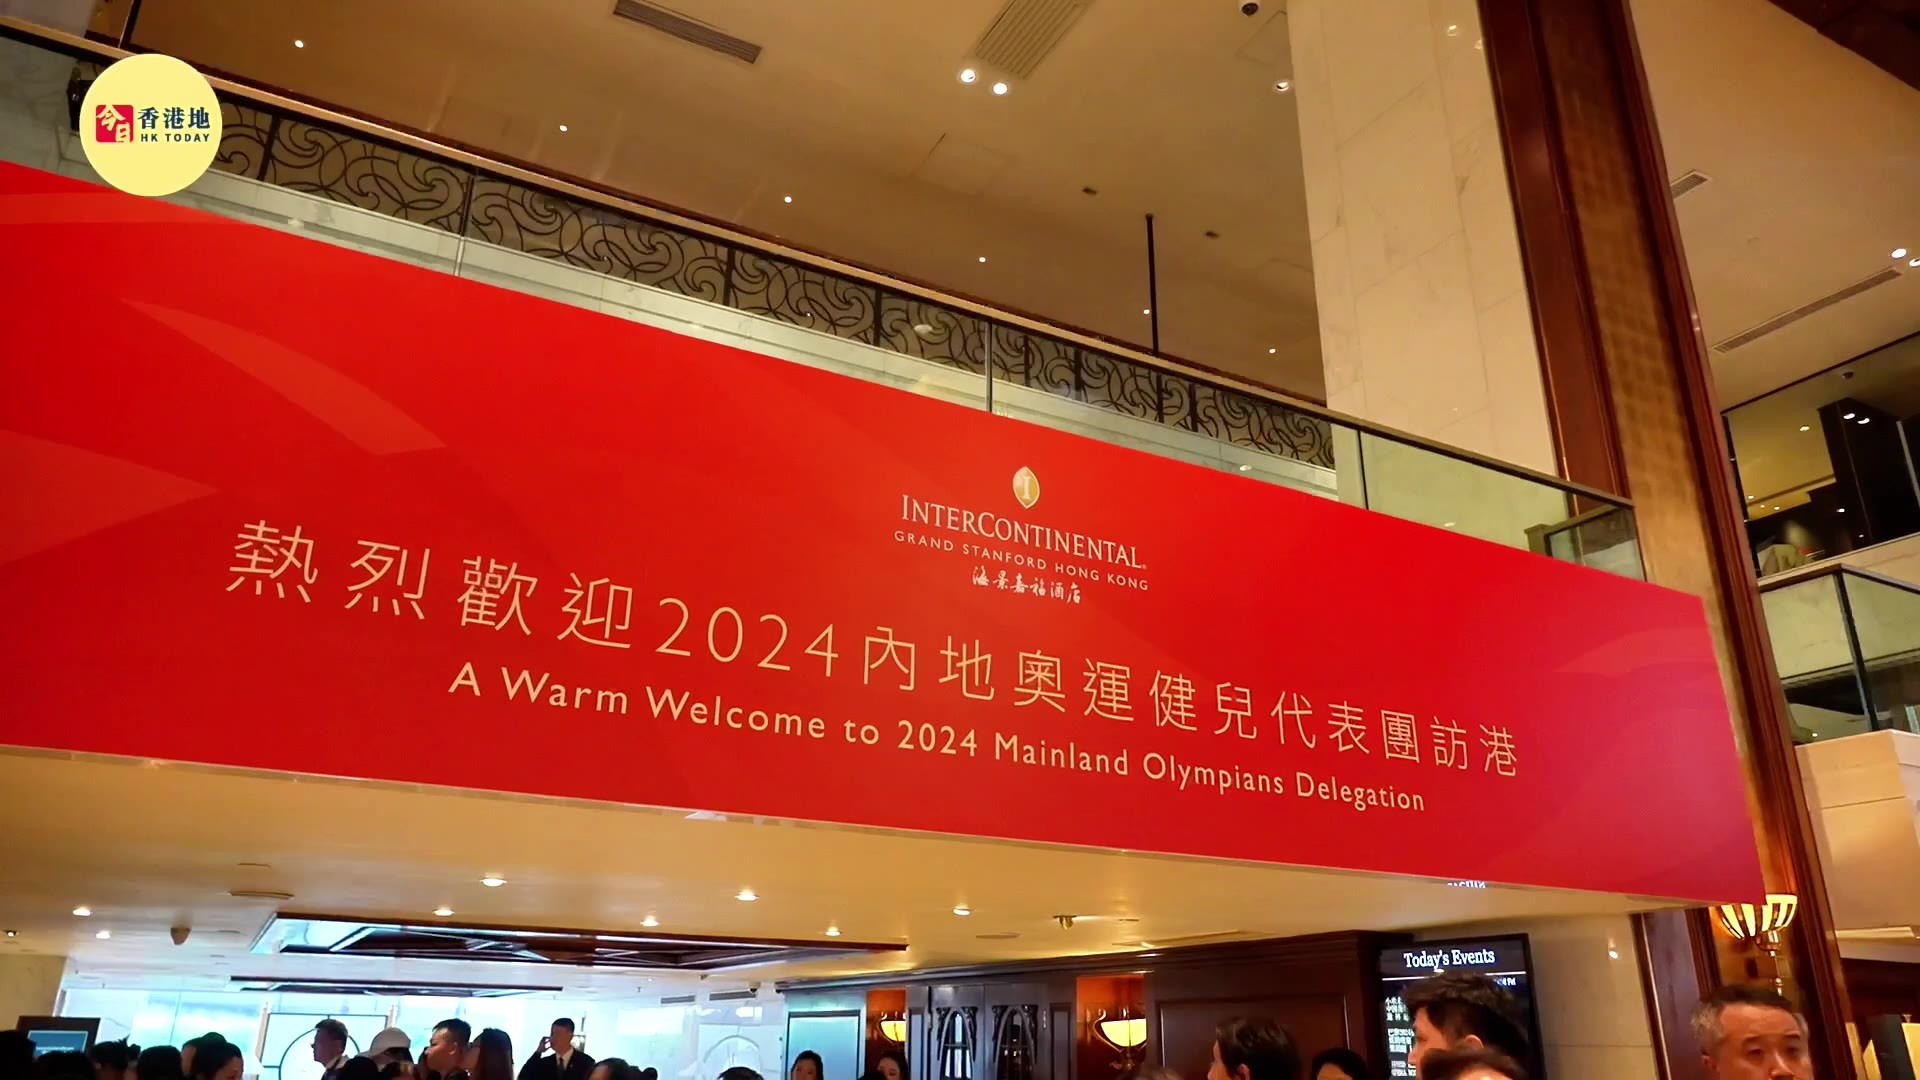 今日
香港地
HK TODAY
INTERCONTINENTAL
GRAND STANFORD HONG KONG
海景嘉福酒店
熱烈歡迎2024內地奧運健兒代表團訪港
A Warm Welcome to 2024 Mainland Olympians Delegation
Today's Events